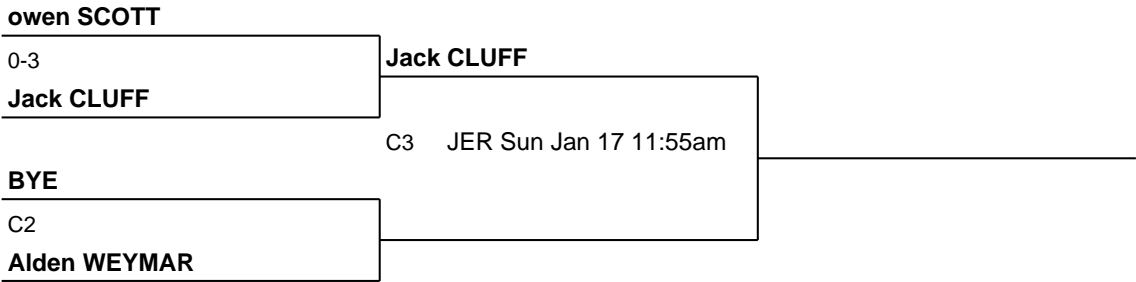 owen SCOTT
0-3
Jack CLUFF
Jack CLUFF
C3 JER Sun Jan 17 11:55am
BYE
C2
Alden WEYMAR